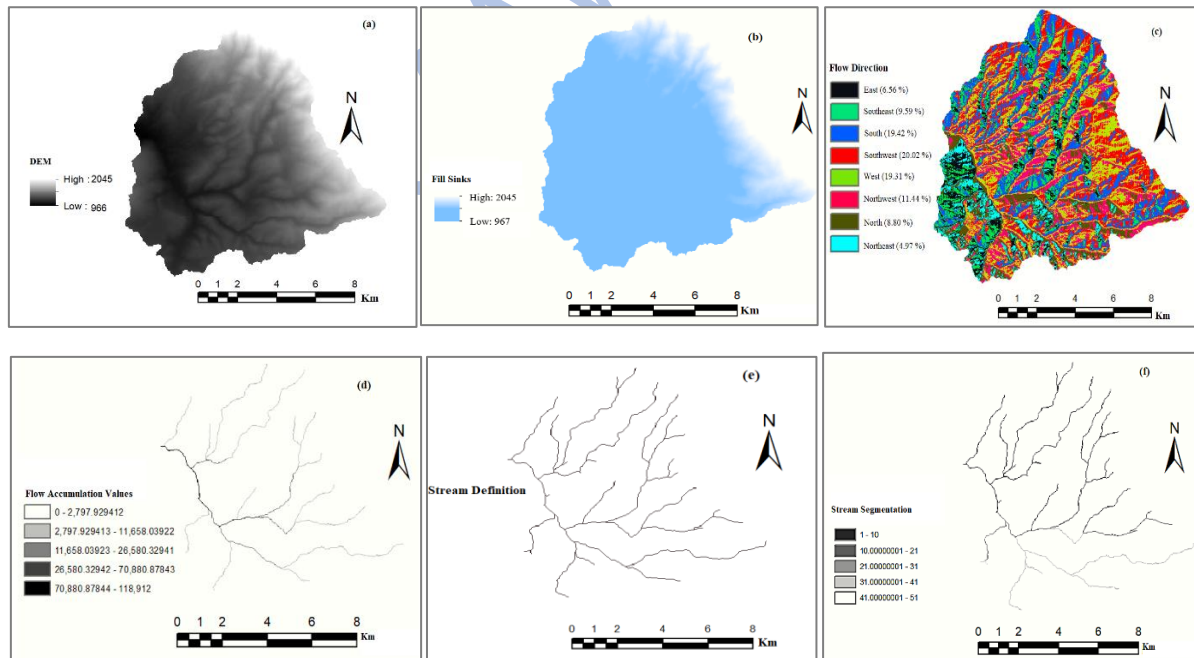 (a)
N
DEM
High : 2045
Low : 966
0 1 2 4 6 8
Km
(b)
N
Fill Sinks
High: 2045
Low: 967
0 1 2 4 6 8
Km
(c)
Flow Direction
N
East (6.56 %)
Southeast (9.59 %)
South (19.42 %)
Southwest (20.02 %)
West (19.31 %)
Northwest (11.44 %)
North (8.80 %)
Northeast (4.97 %)
0 1 2 4 6 8
Km
(d)
N
Flow Accumulation Values
0 - 2,797.929412
2,797.929413 - 11,658.03922
11,658.03923 - 26,580.32941
26,580.32942 - 70,880.87843
70,880.87844 - 118,912
0 1 2 4 6 8
Km
(e)
N
Stream Definition
0 1 2 4 6 8
Km
(f)
N
Stream Segmentation
1 - 10
10.00000001 - 21
21.00000001 - 31
31.00000001 - 41
41.00000001 - 51
0 1 2 4 6 8
Km